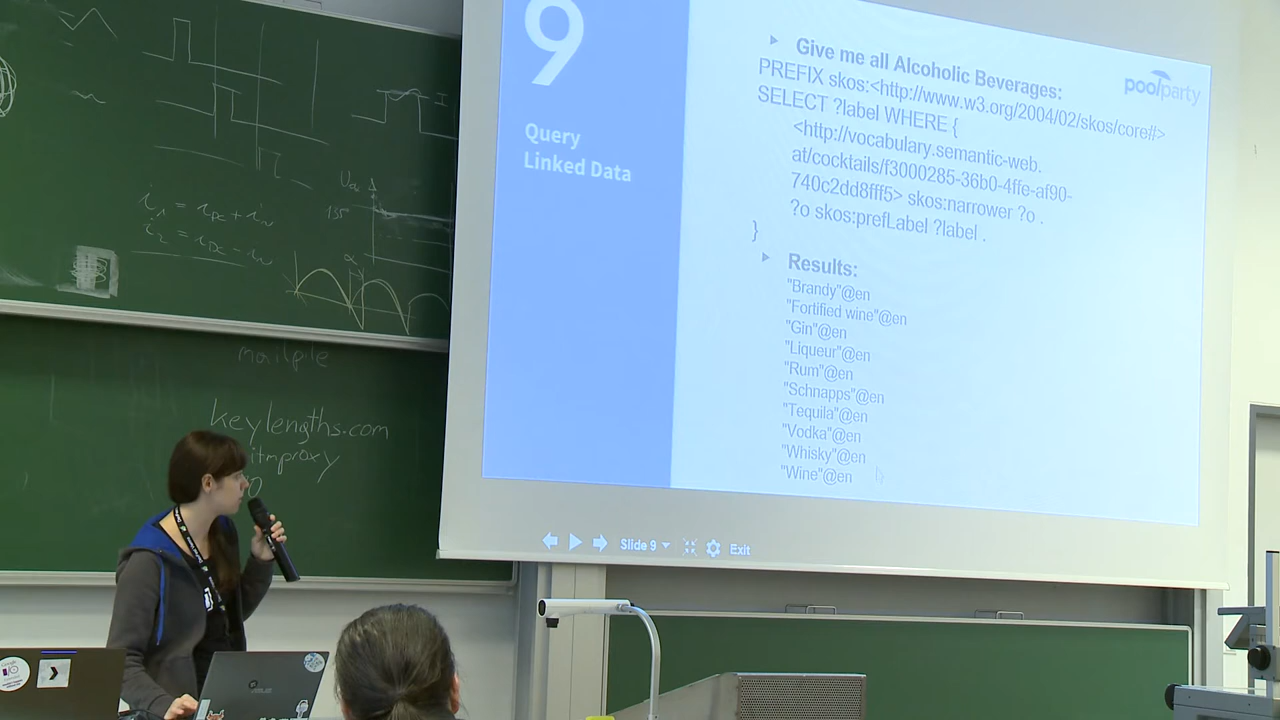 9
Query
Linked Data
Give me all Alcoholic Beverages:
PREFIX skos:<http://www.w3.org/2004/02/skos/core#>
SELECT ?label WHERE {
<http://vocabulary.semantic-web.
at/cocktails/f3000285-36b0-4ffe-af90-
740c2dd8fff5> skos:narrower ?o .
?o skos:prefLabel ?label .
}
Results:
"Brandy"@en
"Fortified wine"@en
"Gin"@en
"Liqueur"@en
"Rum"@en
"Schnapps"@en
"Tequila"@en
"Vodka"@en
"Whisky"@en
"Wine"@en
poolparty
Slide 9
Exit
mailpile
keylengths.com
itmproxy
ASUS